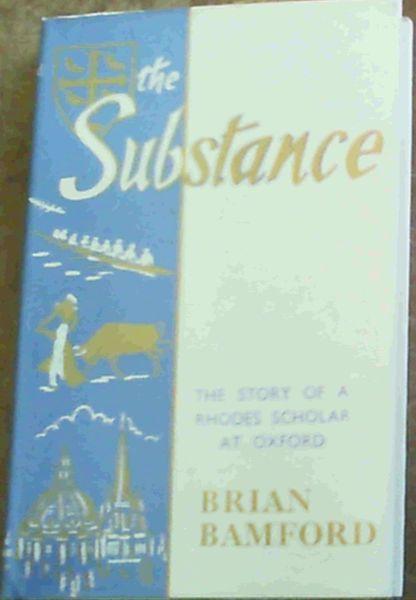 the
Substance
THE STORY OF A
RHODES SCHOLAR
AT OXFORD
BRIAN
BAMFORD